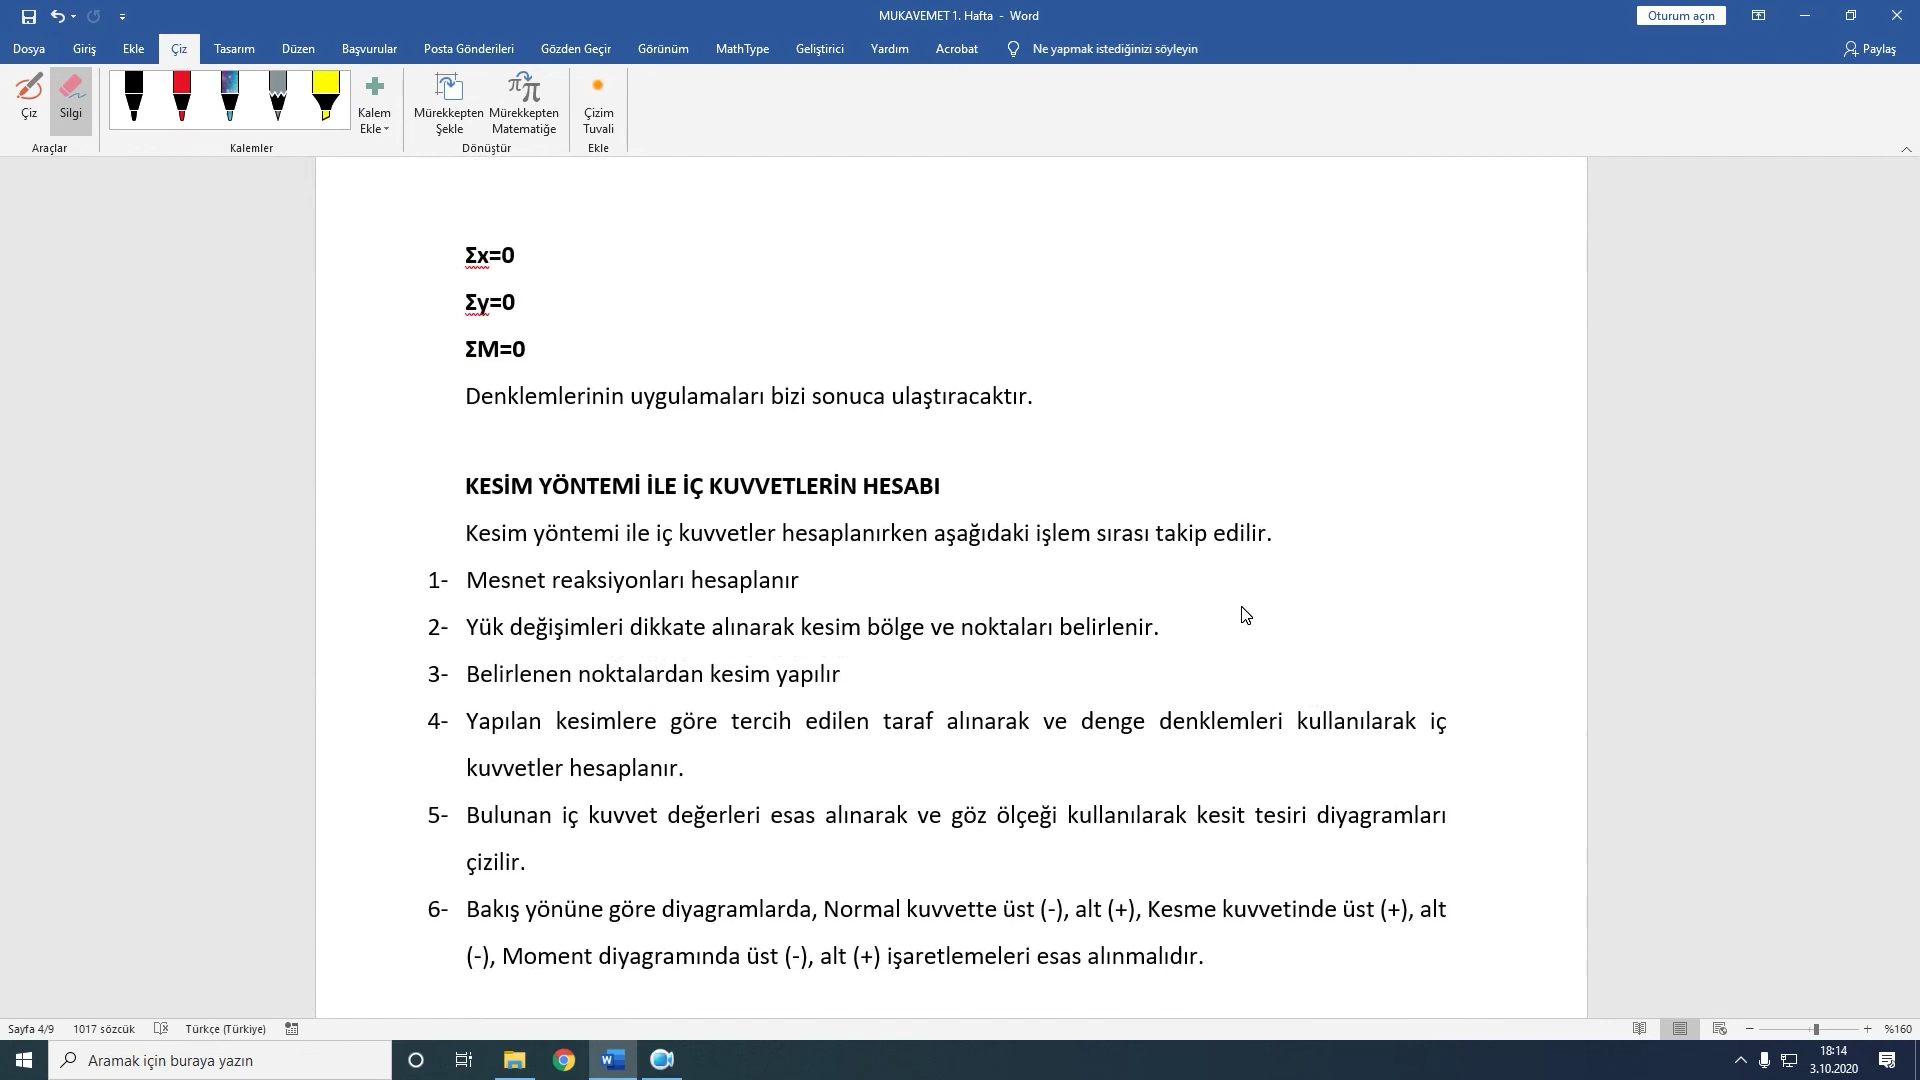 MUKAVEMET 1. Hafta - Word
Oturum açın
Dosya Giriş Ekle Çiz Tasarım Düzen Başvurular Posta Gönderileri Gözden Geçir Görünüm MathType Geliştirici Yardım Acrobat Ne yapmak istediğinizi söyleyin Paylaş
Çiz Silgi Kalem Ekle Mürekkepten Şekle Mürekkepten Matematiğe Çizim Tuvali
Araçlar Kalemler Dönüştür Ekle
Σx=0
Σy=0
ΣM=0
Denklemlerinin uygulamaları bizi sonuca ulaştıracaktır.
KESİM YÖNTEMİ İLE İÇ KUVVETLERİN HESABI
Kesim yöntemi ile iç kuvvetler hesaplanırken aşağıdaki işlem sırası takip edilir.
1- Mesnet reaksiyonları hesaplanır
2- Yük değişimleri dikkate alınarak kesim bölge ve noktaları belirlenir.
3- Belirlenen noktalardan kesim yapılır
4- Yapılan kesimlere göre tercih edilen taraf alınarak ve denge denklemleri kullanılarak iç
kuvvetler hesaplanır.
5- Bulunan iç kuvvet değerleri esas alınarak ve göz ölçeği kullanılarak kesit tesiri diyagramları
çizilir.
6- Bakış yönüne göre diyagramlarda, Normal kuvvette üst (-), alt (+), Kesme kuvvetinde üst (+), alt
(-), Moment diyagramında üst (-), alt (+) işaretlemeleri esas alınmalıdır.
Sayfa 4/9 1017 sözcük Türkçe (Türkiye) %160
Aramak için buraya yazın
18:14
3.10.2020